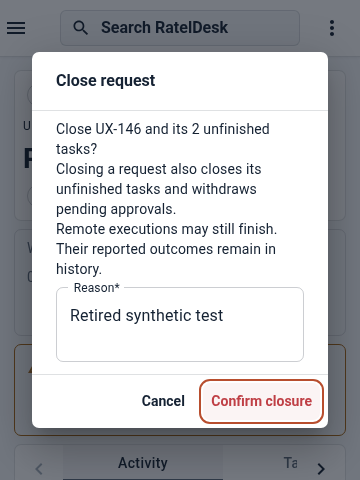 Search RatelDesk
Close request
Close UX-146 and its 2 unfinished
tasks?
Closing a request also closes its
unfinished tasks and withdraws
pending approvals.
Remote executions may still finish.
Their reported outcomes remain in
history.
Reason*
Retired synthetic test
Cancel
Confirm closure
Activity
Ta